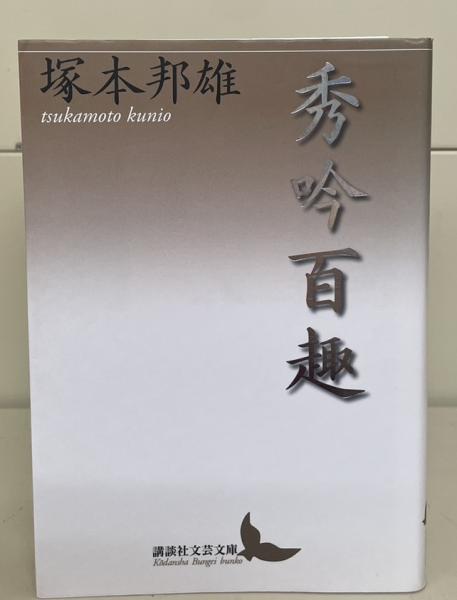 塚本邦雄
tsukamoto kunio
秀吟百趣
講談社文芸文庫
Kōdansha Bungei bunko